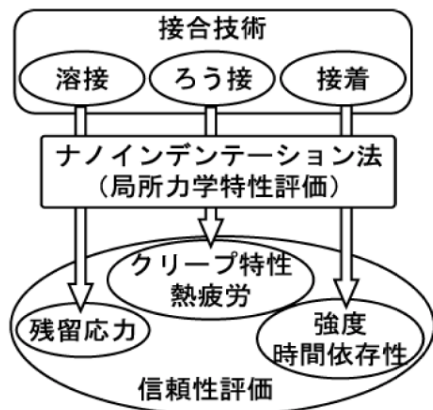 接合技術
溶接
ろう接
接着
ナノインデンテーション法
(局所力学特性評価)
クリープ特性
熱疲労
残留応力
強度
時間依存性
信頼性評価